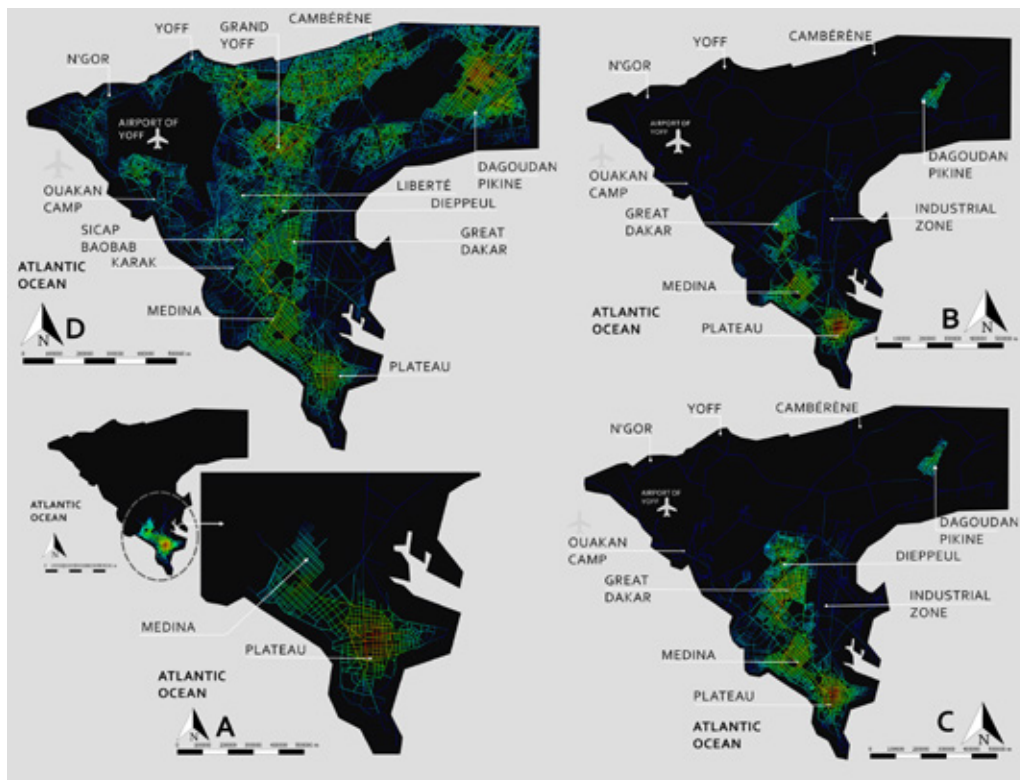 YOFF
GRAND
YOFF
CAMBÉRÈNE
N'GOR
AIRPORT OF
YOFF
DAGOUDAN
PIKINE
OUAKAN
CAMP
LIBERTÉ
DIEPPEUL
SICAP
BAOBAB
KARAK
GREAT
DAKAR
ATLANTIC
OCEAN
MEDINA
N
D
PLATEAU
YOFF
CAMBÉRÈNE
N'GOR
AIRPORT OF
YOFF
OUAKAN
CAMP
DAGOUDAN
PIKINE
GREAT
DAKAR
INDUSTRIAL
ZONE
MEDINA
ATLANTIC
OCEAN
PLATEAU
B
N
ATLANTIC
OCEAN
MEDINA
PLATEAU
ATLANTIC
OCEAN
N
A
YOFF
CAMBÉRÈNE
N'GOR
AIRPORT OF
YOFF
OUAKAN
CAMP
DAGOUDAN
PIKINE
DIEPPEUL
GREAT
DAKAR
INDUSTRIAL
ZONE
MEDINA
PLATEAU
ATLANTIC
OCEAN
C
N